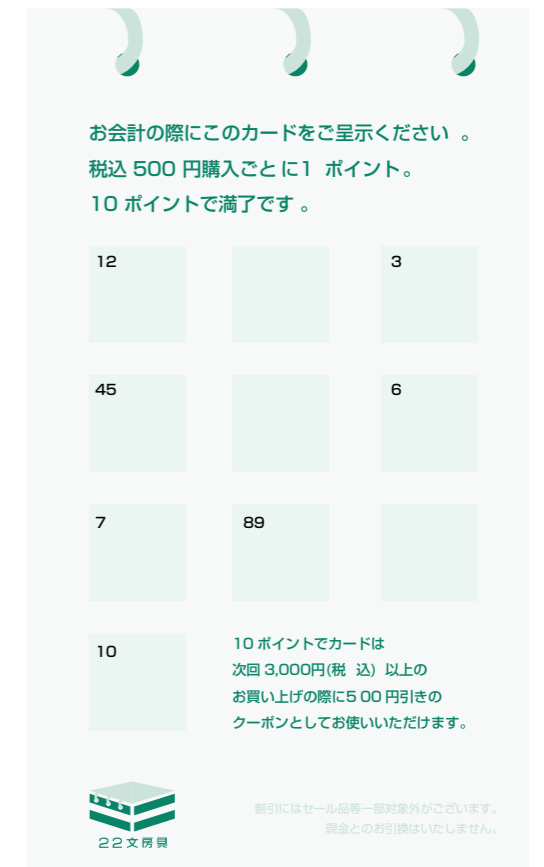 お会計の際にこのカードをご呈示ください 。
税込 500 円購入ごとに1 ポイント。
10 ポイントで満了です 。
12 3
45 6
7 89
10
10 ポイントでカードは
次回 3,000円(税 込) 以上の
お買い上げの際に5 00 円引きの
クーポンとしてお使いいただけます。
22文房具
割引にはセール品等一部対象外がございます。
現金とのお引換はいたしません。